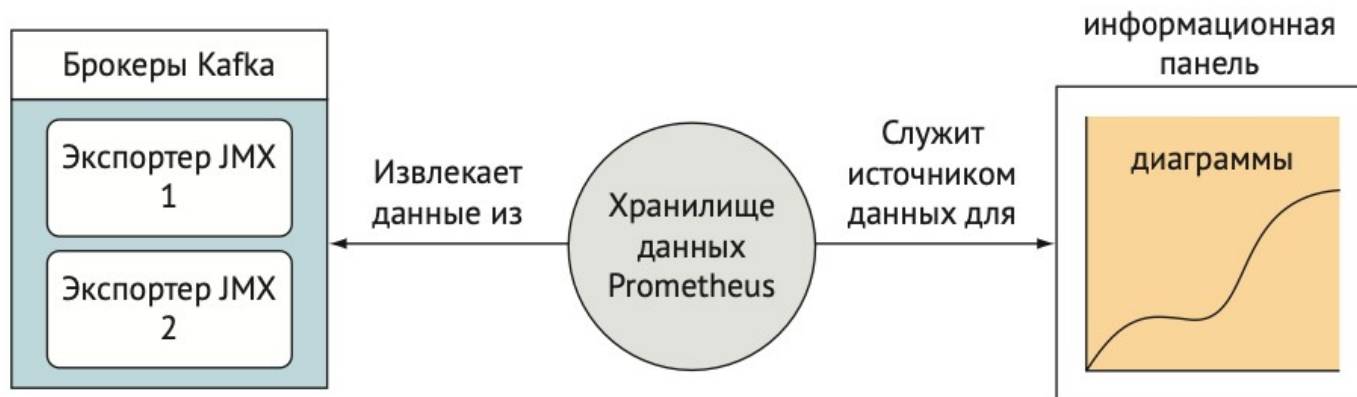 Брокеры Kafka
Экспортер JMX
1
Экспортер JMX
2
Извлекает
данные из
Хранилище
данных
Prometheus
Служит
источником
данных для
информационная
панель
диаграммы